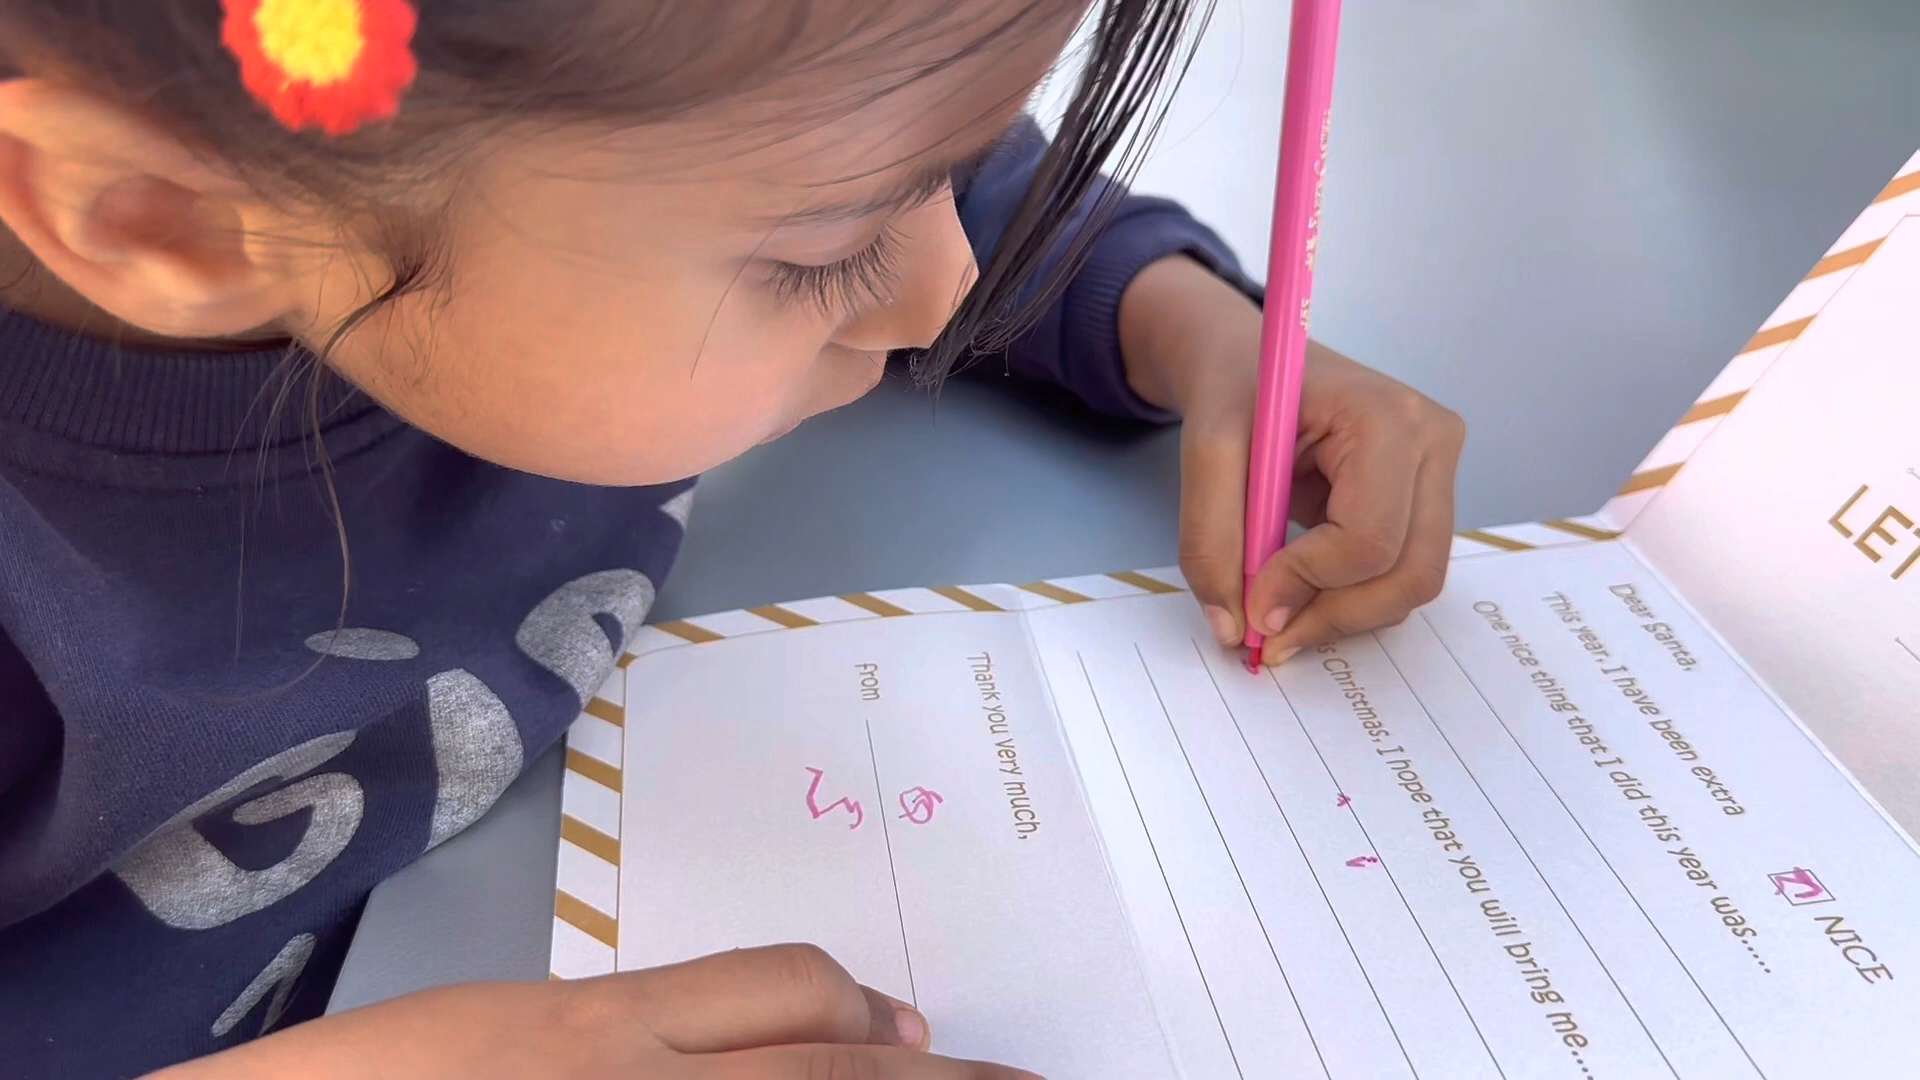 LET
Dear Santa,
This year, I have been extra
NICE
One nice thing that I did this year was....
s Christmas, I hope that you will bring me....
Thank you very much,
from